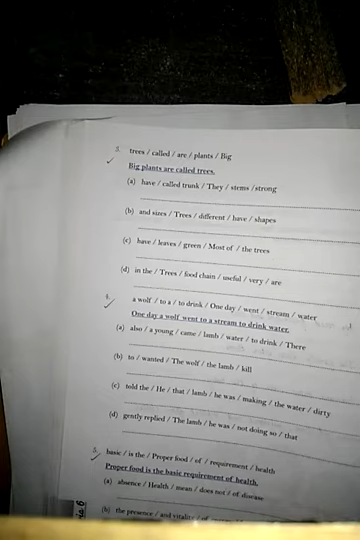 3. trees / called / are / plants / Big
Big plants are called trees.
(a) have / called trunk / They / stems /strong
(b) and sizes / Trees / different / have / shapes
(c) have / leaves / green / Most of / the trees
(d) in the / Trees / food chain / useful / very / are
4. a wolf / to a / to drink / One day / went / stream / water
One day a wolf went to a stream to drink water.
(a) also / a young / came / lamb / water / to drink / There
(b) to / wanted / The wolf / the lamb / kill
(c) told the / He / that / lamb / he was / making / the water / dirty
(d) gently replied / The lamb / he was / not doing so / that
5. basic / is the / Proper food / of / requirement / health
Proper food is the basic requirement of health.
(a) absence / Health / mean / does not / of disease
(b) the presence / and vitality / of